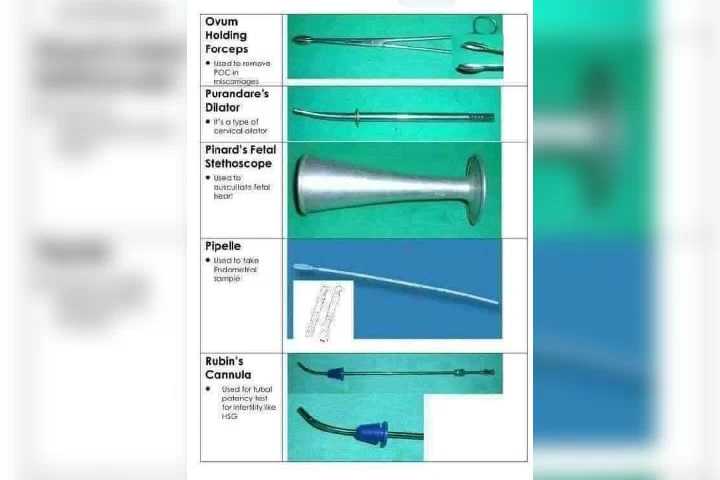 Ovum
Holding
Forceps
• Used to remove
POC in
miscarriages
Purandare's
Dilator
• It's a type of
cervical dilator
Pinard's Fetal
Stethoscope
• Used to
auscultate fetal
heart
Pipelle
• Used to take
Endometrial
sample
Rubin's
Cannula
• Used for tubal
patency test
for infertility like
HSG